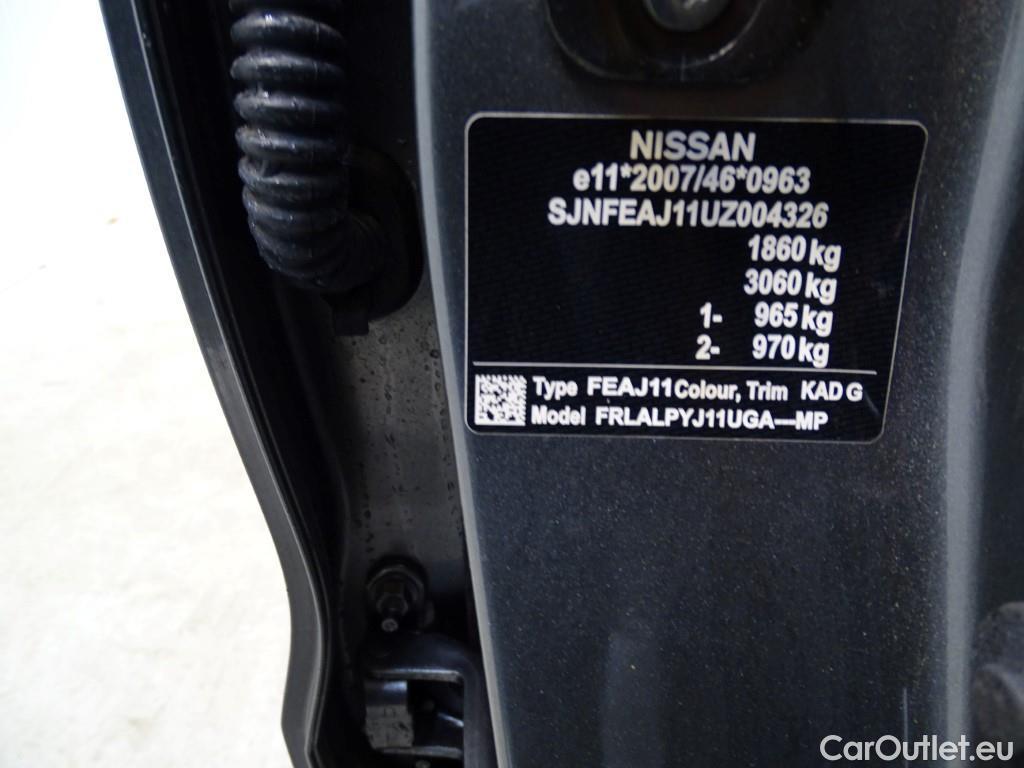 NISSAN
e11*2007/46*0963
SJNFEAJ11UZ004326
1860 kg
3060 kg
1- 965 kg
2- 970 kg
Type FEAJ11 Colour, Trim KAD G
Model FRLALPYJ11UGA---MP
CarOutlet.eu